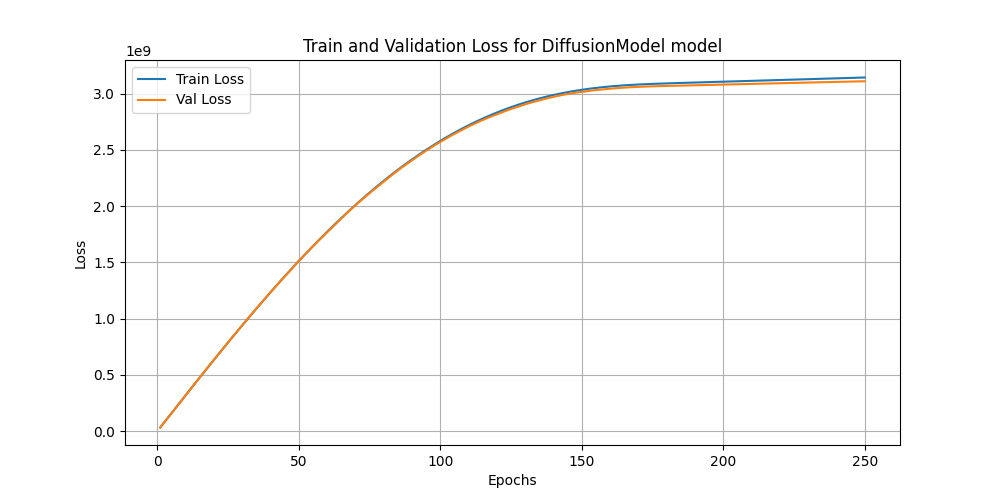 Train and Validation Loss for DiffusionModel model
1e9
Train Loss
Val Loss
3.0
2.5
2.0
1.5
1.0
0.5
0.0
Loss
0 50 100 150 200 250
Epochs